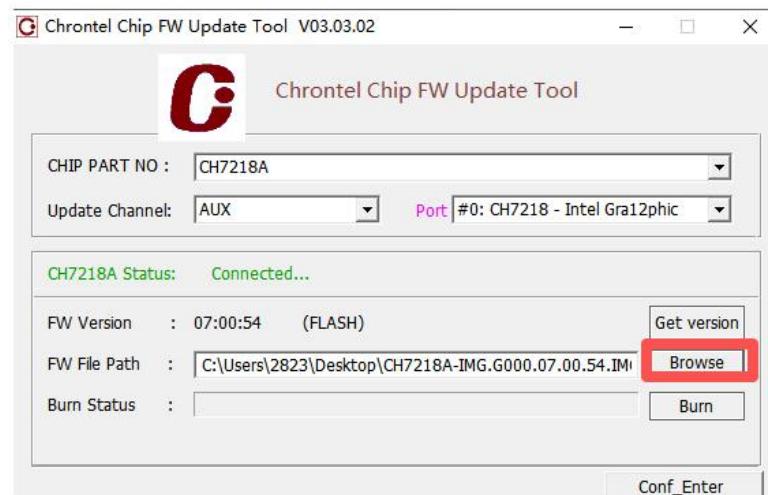 Chrontel Chip FW Update Tool V03.03.02
Chrontel Chip FW Update Tool
CHIP PART NO : CH7218A
Update Channel: AUX Port #0: CH7218 - Intel Gra12phic
CH7218A Status: Connected...
FW Version : 07:00:54 (FLASH) Get version
FW File Path : C:\Users\2823\Desktop\CH7218A-IMG.G000.07.00.54.IM Browse
Burn Status : Burn
Conf_Enter